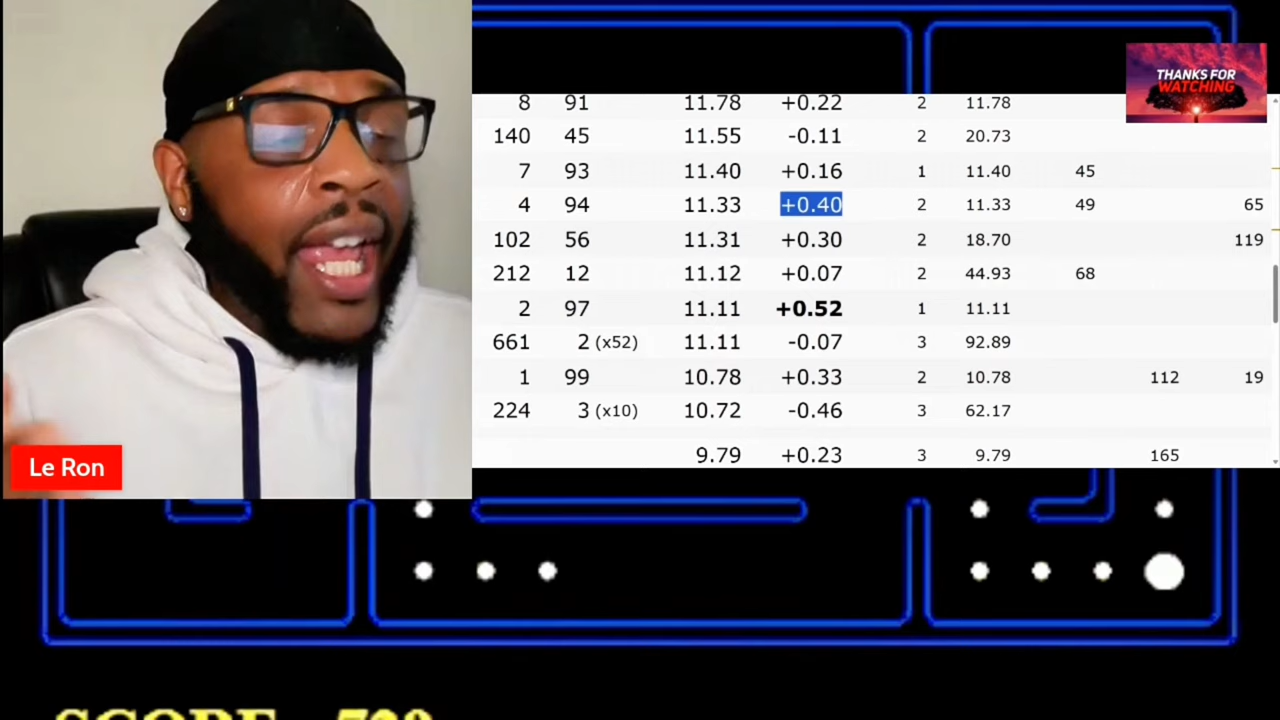 THANKS FOR
WATCHING
8 91 11.78 +0.22 2 11.78
140 45 11.55 -0.11 2 20.73
7 93 11.40 +0.16 1 11.40 45
4 94 11.33 +0.40 2 11.33 49 65
102 56 11.31 +0.30 2 18.70 119
212 12 11.12 +0.07 2 44.93 68
2 97 11.11 +0.52 1 11.11
661 2 (x52) 11.11 -0.07 3 92.89
1 99 10.78 +0.33 2 10.78 112 19
224 3 (x10) 10.72 -0.46 3 62.17
9.79 +0.23 3 9.79 165
Le Ron